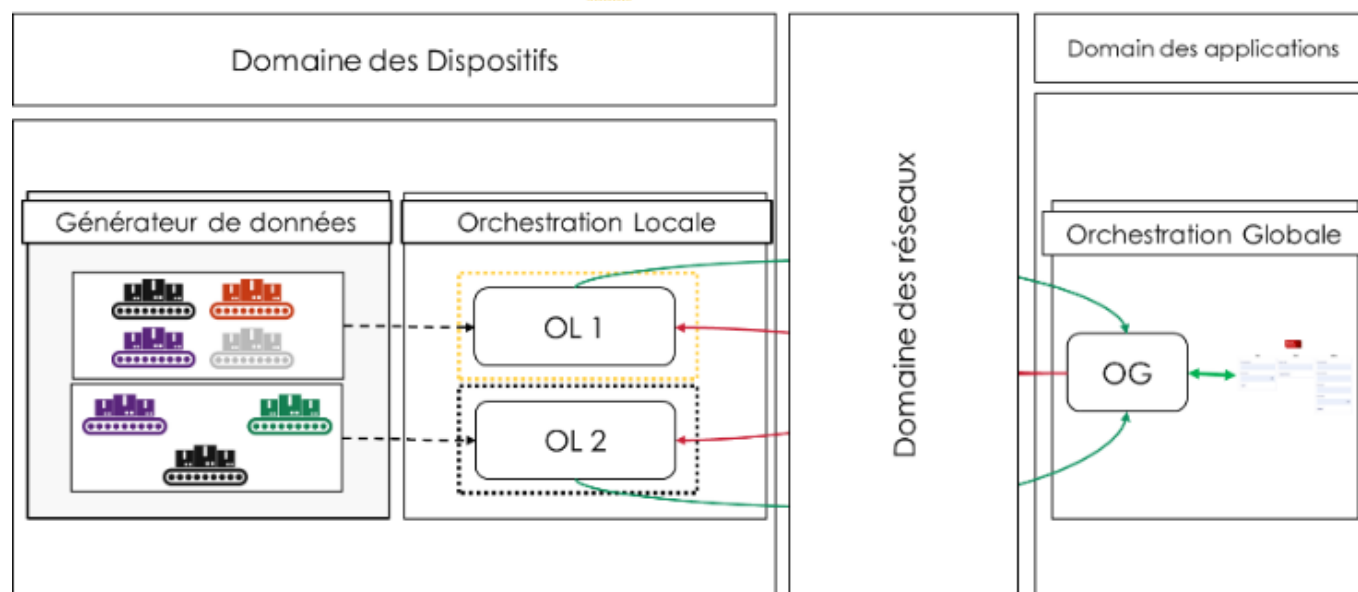 Domaine des Dispositifs
Domain des applications
Domaine des réseaux
Générateur de données
Orchestration Locale
Orchestration Globale
OL 1
OG
OL 2